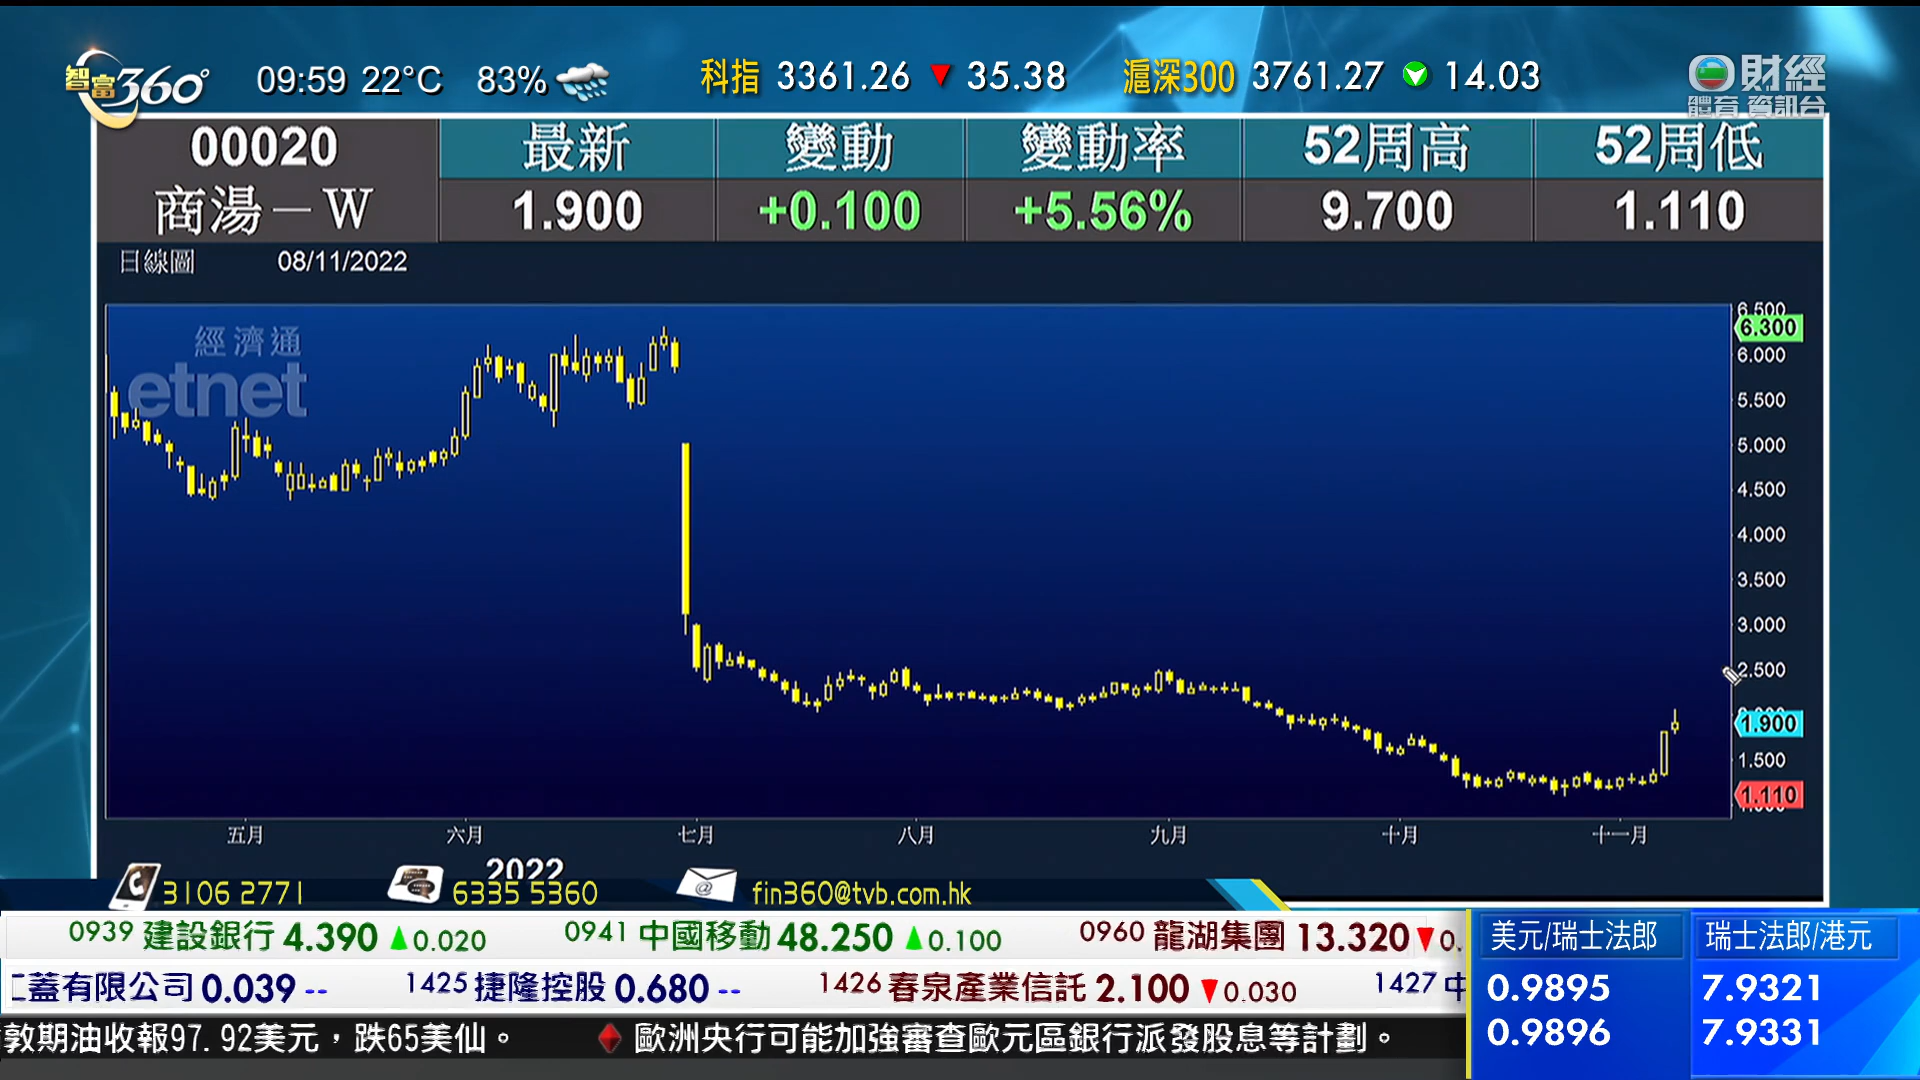 智富360°
09:59 22°C 83%
科指 3361.26 ▼ 35.38 滬深300 3761.27 14.03
財經
體育 資訊台
00020
商湯－W
最新 變動 變動率 52周高 52周低
1.900 +0.100 +5.56% 9.700 1.110
日線圖 08/11/2022
經濟通
etnet
6.500
6.300
6.000
5.500
5.000
4.500
4.000
3.500
3.000
2.500
1.900
1.500
1.110
五月 六月 七月 八月 九月 十月 十一月
2022
3106 2771 6335 5360 fin360@tvb.com.hk
0939 建設銀行 4.390 ▲0.020 0941 中國移動 48.250 ▲0.100 0960 龍湖集團 13.320 ▼0.
蓋有限公司 0.039 -- 1425 捷隆控股 0.680 -- 1426 春泉產業信託 2.100 ▼0.030 1427 中
敦期油收報97.92美元，跌65美仙。 歐洲央行可能加強審查歐元區銀行派發股息等計劃。
美元/瑞士法郎
0.9895
0.9896
瑞士法郎/港元
7.9321
7.9331